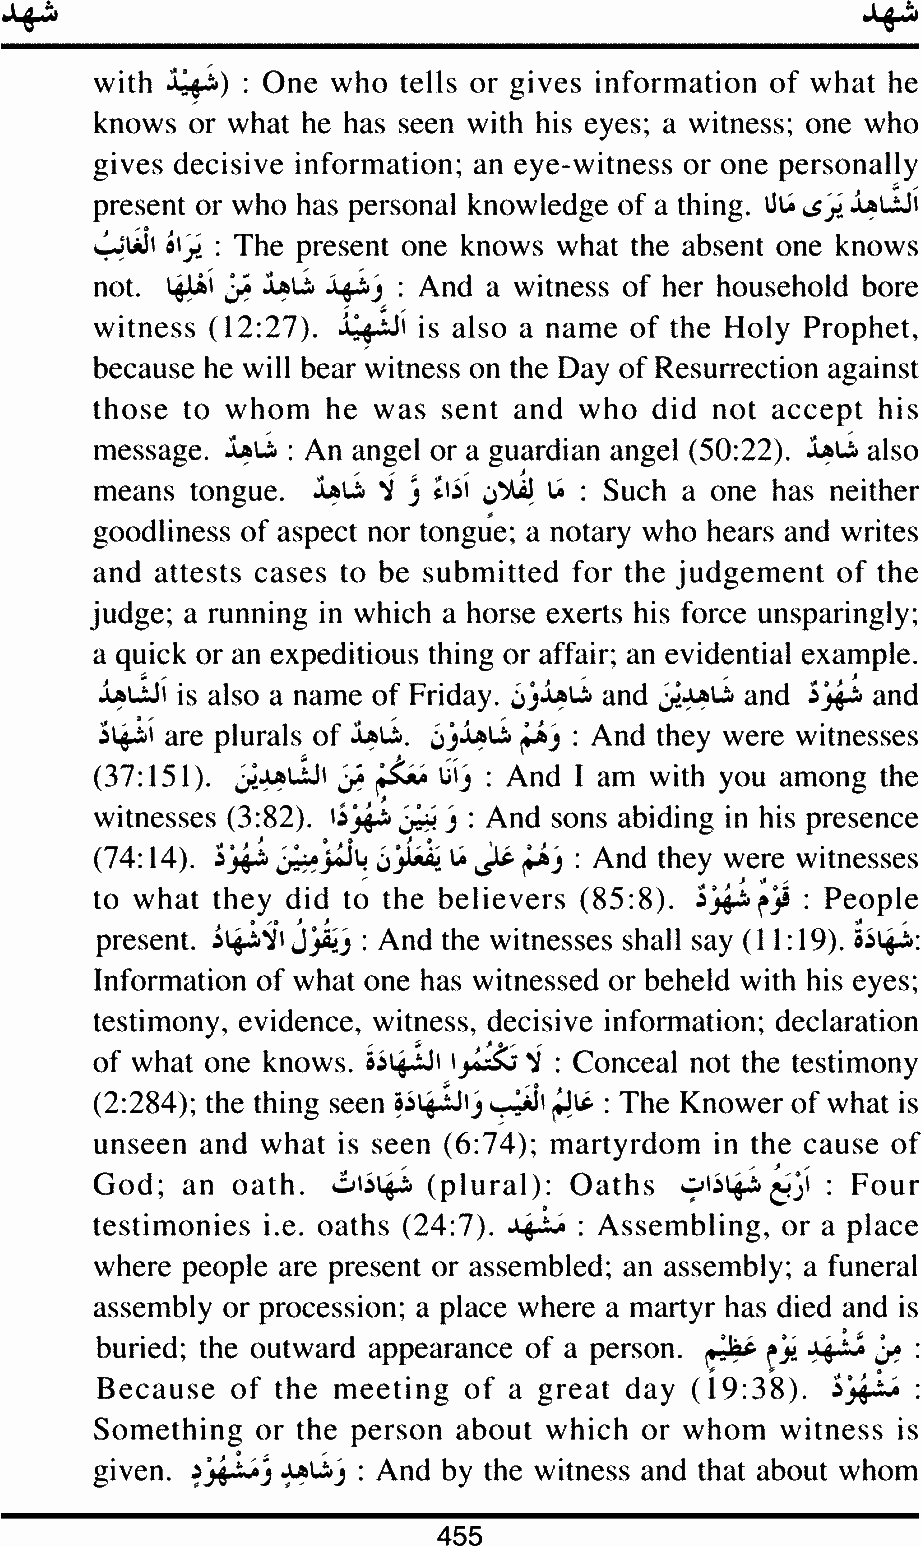 شهد شهد
with شَهِيْدٌ) : One who tells or gives information of what he
knows or what he has seen with his eyes; a witness; one who
gives decisive information; an eye-witness or one personally
present or who has personal knowledge of a thing. اَلشَّاهِدُ يَرٰى مَالَا
يَرَاهُ الْغَائِبُ : The present one knows what the absent one knows
not. وَشَهِدَ شَاهِدٌ مِّنْ اَهْلِهَا : And a witness of her household bore
witness (12:27). اَلشَّهِيْدُ is also a name of the Holy Prophet,
because he will bear witness on the Day of Resurrection against
those to whom he was sent and who did not accept his
message. شَاهِدٌ : An angel or a guardian angel (50:22). شَاهِدٌ also
means tongue. مَا لِفُلَانٍ اَدَاءٌ وَّ لَا شَاهِدٌ : Such a one has neither
goodliness of aspect nor tongue; a notary who hears and writes
and attests cases to be submitted for the judgement of the
judge; a running in which a horse exerts his force unsparingly;
a quick or an expeditious thing or affair; an evidential example.
اَلشَّاهِدُ is also a name of Friday. شَاهِدُوْنَ and شَاهِدِيْنَ and شُهُوْدٌ and
اَشْهَادٌ are plurals of شَاهِدٌ. وَهُمْ شَاهِدُوْنَ : And they were witnesses
(37:151). وَاَنَا مَعَكُمْ مِّنَ الشَّاهِدِيْنَ : And I am with you among the
witnesses (3:82). وَ بَنِيْنَ شُهُوْدًا : And sons abiding in his presence
(74:14). وَهُمْ عَلٰى مَا يَفْعَلُوْنَ بِالْمُؤْمِنِيْنَ شُهُوْدٌ : And they were witnesses
to what they did to the believers (85:8). قَوْمٌ شُهُوْدٌ : People
present. وَيَقُوْلُ الْاَشْهَادُ : And the witnesses shall say (11:19). شَهَادَةٌ:
Information of what one has witnessed or beheld with his eyes;
testimony, evidence, witness, decisive information; declaration
of what one knows. لَا تَكْتُمُوا الشَّهَادَةَ : Conceal not the testimony
(2:284); the thing seen عَالِمُ الْغَيْبِ وَالشَّهَادَةِ : The Knower of what is
unseen and what is seen (6:74); martyrdom in the cause of
God; an oath. شَهَادَاتٌ (plural): Oaths اَرْبَعُ شَهَادَاتٍ : Four
testimonies i.e. oaths (24:7). مَشْهَد : Assembling, or a place
where people are present or assembled; an assembly; a funeral
assembly or procession; a place where a martyr has died and is
buried; the outward appearance of a person. مِنْ مَّشْهَدِ يَوْمٍ عَظِيْمٍ :
Because of the meeting of a great day (19:38). مَشْهُوْدٌ :
Something or the person about which or whom witness is
given. وَشَاهِدٍ وَّمَشْهُوْدٍ : And by the witness and that about whom
455